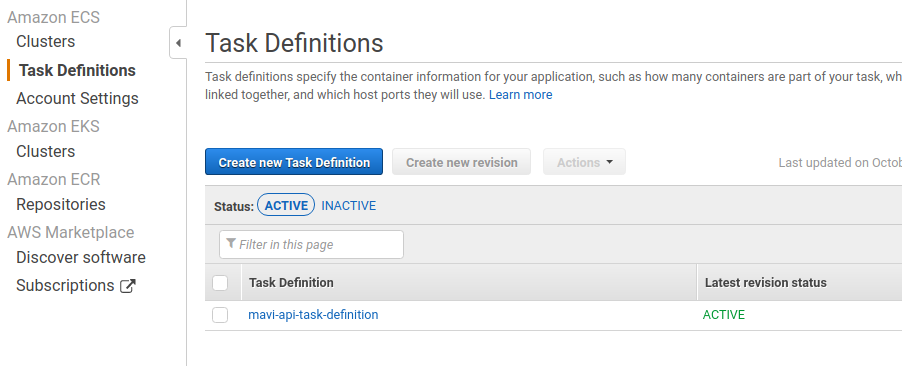 Amazon ECS
Clusters
Task Definitions
Account Settings
Amazon EKS
Clusters
Amazon ECR
Repositories
AWS Marketplace
Discover software
Subscriptions
Task Definitions
Task definitions specify the container information for your application, such as how many containers are part of your task, wh
linked together, and which host ports they will use. Learn more
Create new Task Definition Create new revision Actions Last updated on Octob
Status: ACTIVE INACTIVE
Filter in this page
Task Definition Latest revision status
mavi-api-task-definition ACTIVE